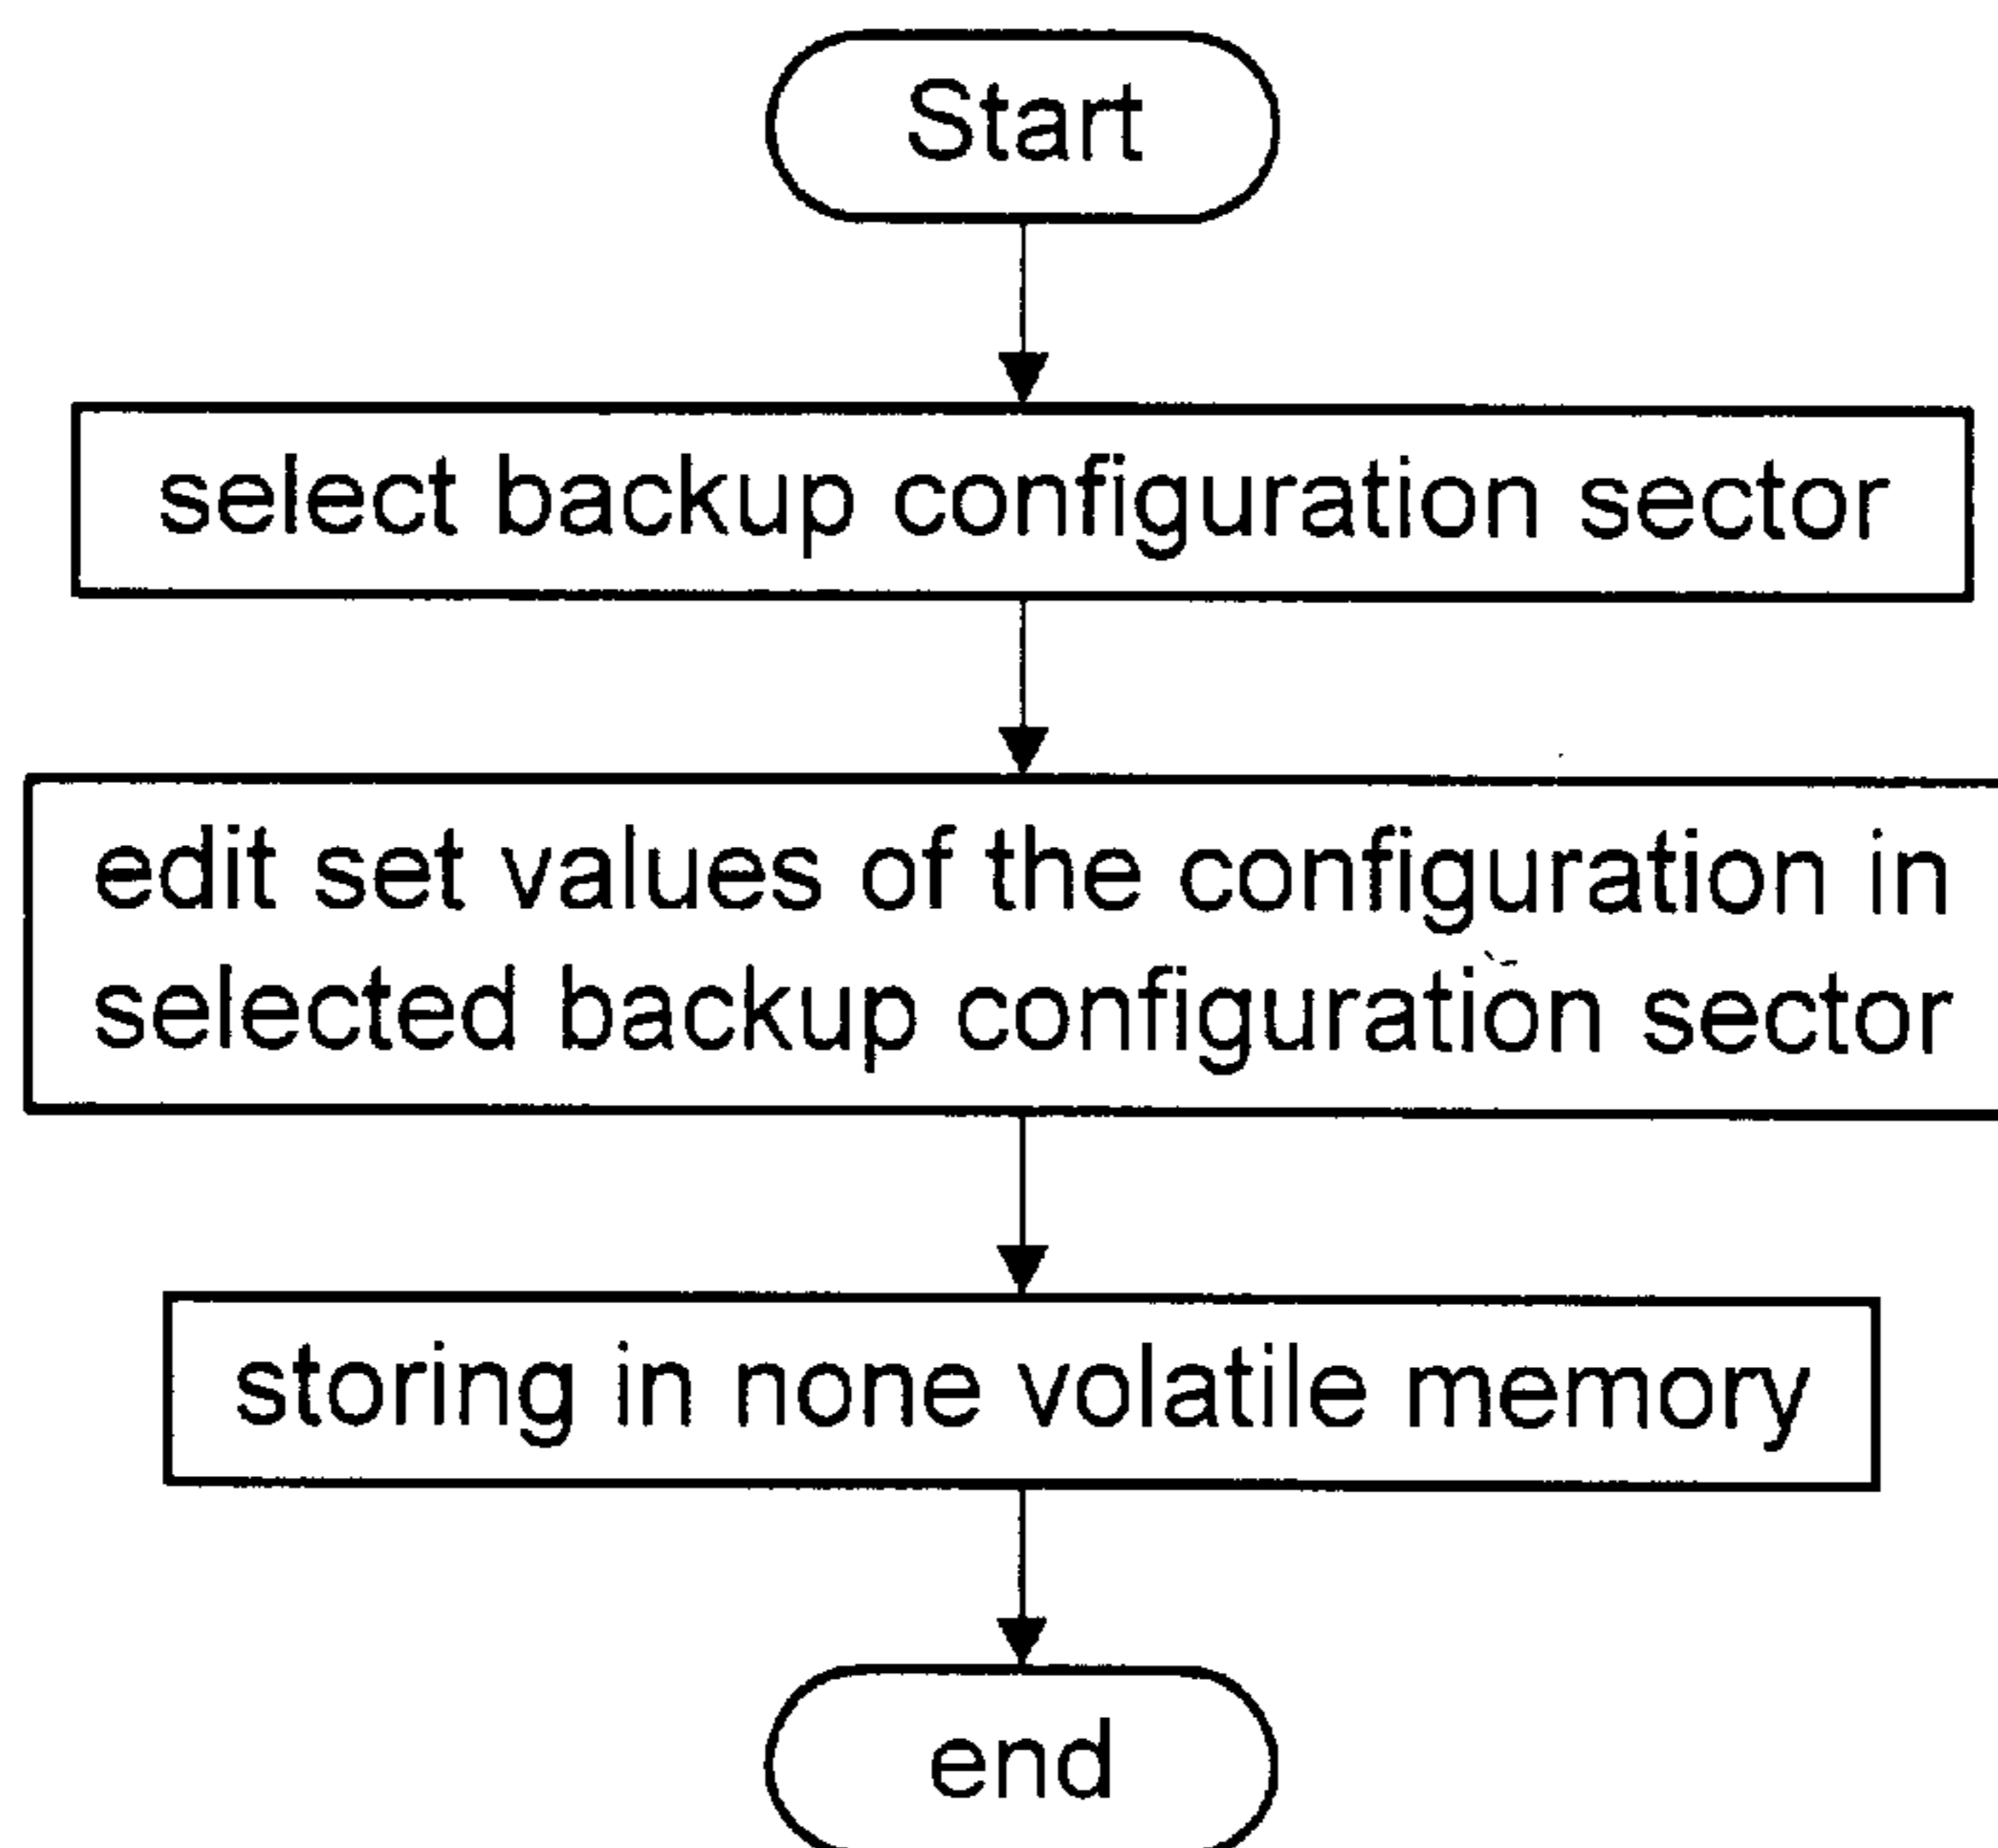 Start
select backup configuration sector
edit set values of the configuration in
selected backup configuration sector
storing in none volatile memory
end